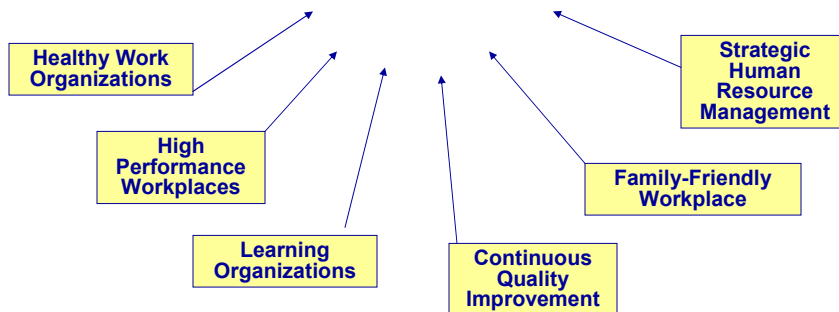 Healthy Work
Organizations
Strategic
Human
Resource
Management
High
Performance
Workplaces
Family-Friendly
Workplace
Learning
Organizations
Continuous
Quality
Improvement